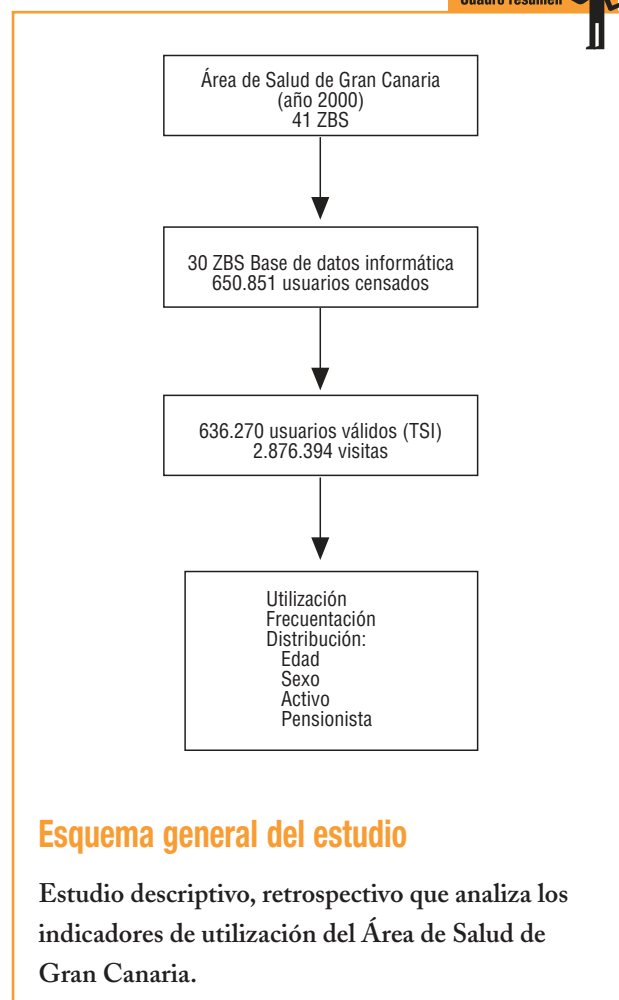 Cuadro resumen
Área de Salud de Gran Canaria
(año 2000)
41 ZBS
30 ZBS Base de datos informática
650.851 usuarios censados
636.270 usuarios válidos (TSI)
2.876.394 visitas
Utilización
Frecuentación
Distribución:
Edad
Sexo
Activo
Pensionista
Esquema general del estudio
Estudio descriptivo, retrospectivo que analiza los
indicadores de utilización del Área de Salud de
Gran Canaria.